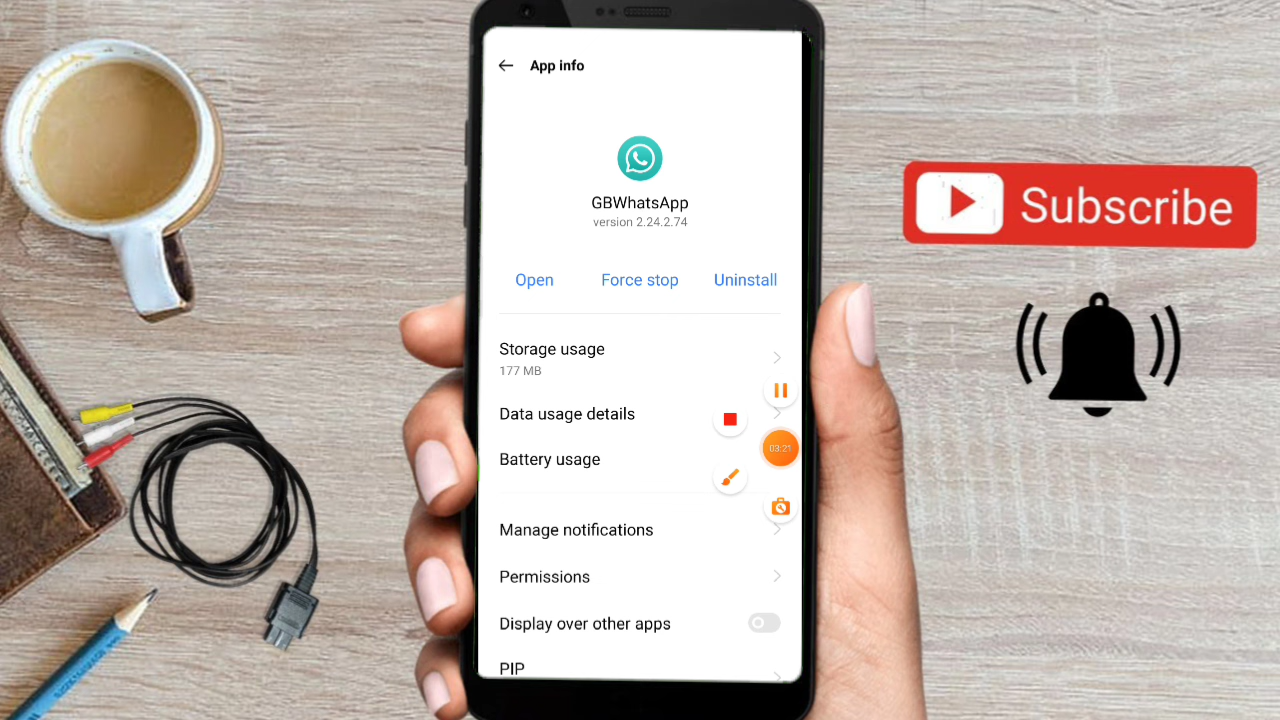 App info
GBWhatsApp
version 2.24.2.74
Open
Force stop
Uninstall
Storage usage
177 MB
Data usage details
03:21
Battery usage
Manage notifications
Permissions
Display over other apps
PIP
Subscribe